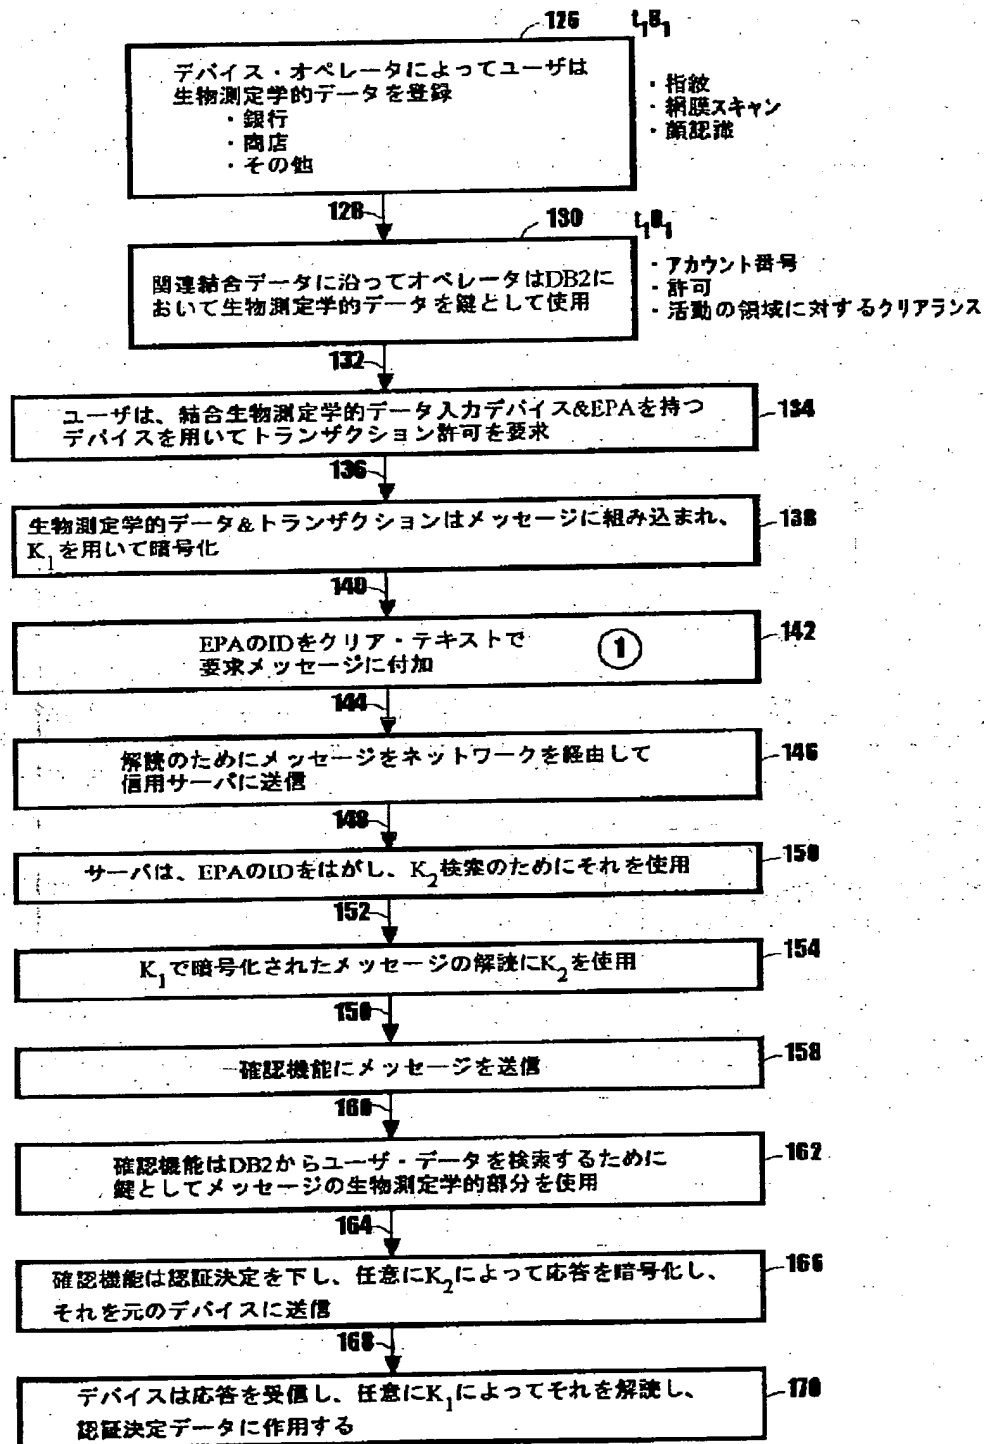 126
t₁B₁
デバイス・オペレータによってユーザは
生物測定学的データを登録
・銀行
・商店
・その他
・指紋
・網膜スキャン
・顔認識
128
130
関連結合データに沿ってオペレータはDB2に
おいて生物測定学的データを鍵として使用
・アカウント番号
・許可
・活動の領域に対するクリアランス
132
ユーザは、結合生物測定学的データ入力デバイス&EPAを持つ
デバイスを用いてトランザクション許可を要求
134
136
生物測定学的データ&トランザクションはメッセージに組み込まれ、
K₁を用いて暗号化
138
140
EPAのIDをクリア・テキストで
要求メッセージに付加
1
142
144
解読のためにメッセージをネットワークを経由して
信用サーバに送信
146
148
サーバは、EPAのIDをはがし、K₂検索のためにそれを使用
150
152
K₁で暗号化されたメッセージの解読にK₂を使用
154
156
確認機能にメッセージを送信
158
160
確認機能はDB2からユーザ・データを検索するために
鍵としてメッセージの生物測定学的部分を使用
162
164
確認機能は認証決定を下し、任意にK₂によって応答を暗号化し、
それを元のデバイスに送信
166
168
デバイスは応答を受信し、任意にK₁によってそれを解読し、
認証決定データに作用する
170